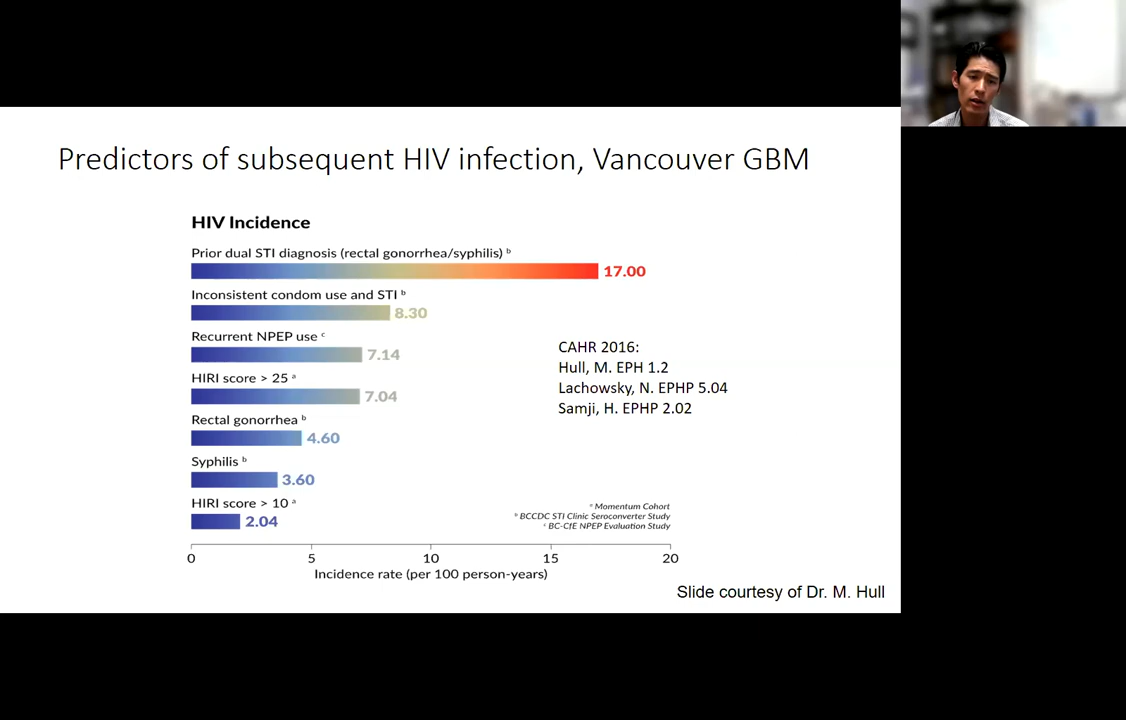 Predictors of subsequent HIV infection, Vancouver GBM
HIV Incidence
Prior dual STI diagnosis (rectal gonorrhea/syphilis) b
17.00
Inconsistent condom use and STI b
8.30
Recurrent NPEP use c
7.14
HIRI score > 25 a
7.04
Rectal gonorrhea b
4.60
Syphilis b
3.60
HIRI score > 10 a
2.04
CAHR 2016:
Hull, M. EPH 1.2
Lachowsky, N. EPHP 5.04
Samji, H. EPHP 2.02
a Momentum Cohort
b BCCDC STI Clinic Seroconverter Study
c BC-CfE NPEP Evaluation Study
0 5 10 15 20
Incidence rate (per 100 person-years)
Slide courtesy of Dr. M. Hull